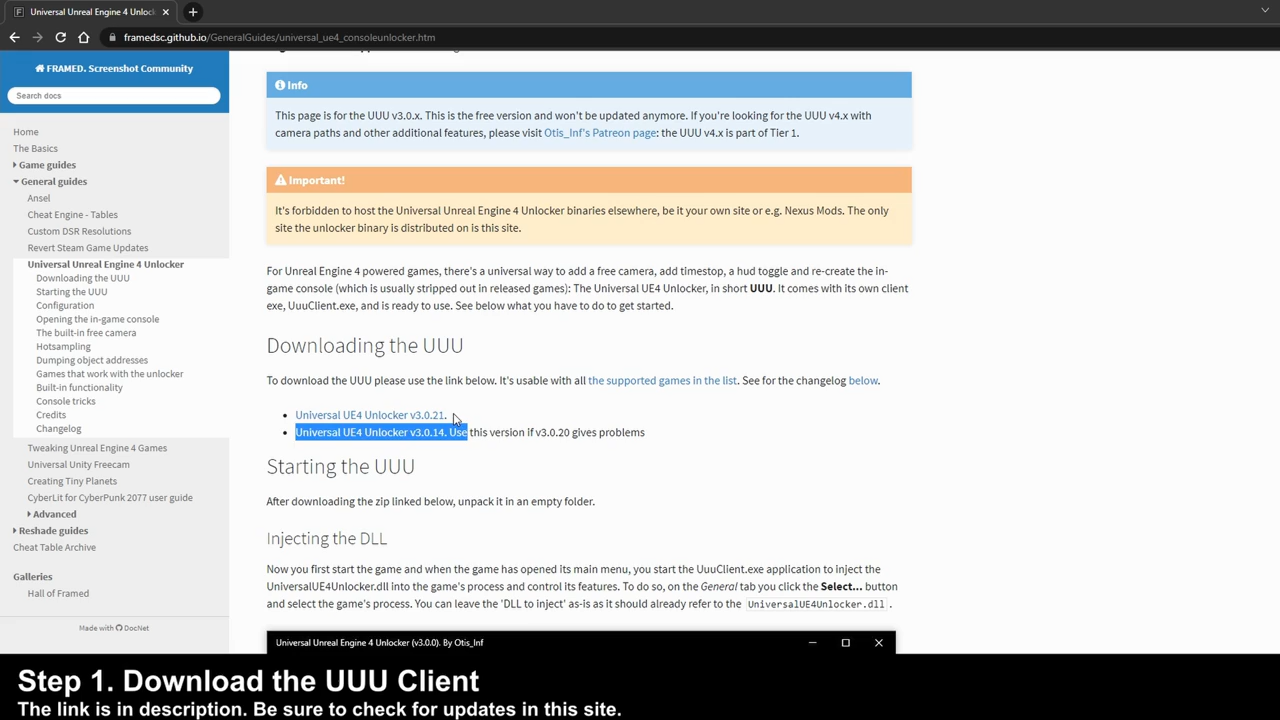 Universal Unreal Engine 4 Unlock
framedsc.github.io/GeneralGuides/universal_ue4_consoleunlocker.htm
FRAMED. Screenshot Community
Search docs
Home
The Basics
Game guides
General guides
Ansel
Cheat Engine - Tables
Custom DSR Resolutions
Revert Steam Game Updates
Universal Unreal Engine 4 Unlocker
Downloading the UUU
Starting the UUU
Configuration
Opening the in-game console
The built-in free camera
Hotsampling
Dumping object addresses
Games that work with the unlocker
Built-in functionality
Console tricks
Credits
Changelog
Tweaking Unreal Engine 4 Games
Universal Unity Freecam
Creating Tiny Planets
CyberLit for CyberPunk 2077 user guide
Advanced
Reshade guides
Cheat Table Archive
Galleries
Hall of Framed
Made with DocNet
Info
This page is for the UUU v3.0.x. This is the free version and won't be updated anymore. If you're looking for the UUU v4.x with
camera paths and other additional features, please visit Otis_Inf's Patreon page: the UUU v4.x is part of Tier 1.
Important!
It's forbidden to host the Universal Unreal Engine 4 Unlocker binaries elsewhere, be it your own site or e.g. Nexus Mods. The only
site the unlocker binary is distributed on is this site.
For Unreal Engine 4 powered games, there's a universal way to add a free camera, add timestop, a hud toggle and re-create the in-
game console (which is usually stripped out in released games): The Universal UE4 Unlocker, in short UUU. It comes with its own client
exe, UuuClient.exe, and is ready to use. See below what you have to do to get started.
Downloading the UUU
To download the UUU please use the link below. It's usable with all the supported games in the list. See for the changelog below.
Universal UE4 Unlocker v3.0.21.
Universal UE4 Unlocker v3.0.14. Use this version if v3.0.20 gives problems
Starting the UUU
After downloading the zip linked below, unpack it in an empty folder.
Injecting the DLL
Now you first start the game and when the game has opened its main menu, you start the UuuClient.exe application to inject the
UniversalUE4Unlocker.dll into the game's process and control its features. To do so, on the General tab you click the Select... button
and select the game's process. You can leave the 'DLL to inject' as-is as it should already refer to the UniversalUE4Unlocker.dll .
Universal Unreal Engine 4 Unlocker (v3.0.0). By Otis_Inf
Step 1. Download the UUU Client
The link is in description. Be sure to check for updates in this site.